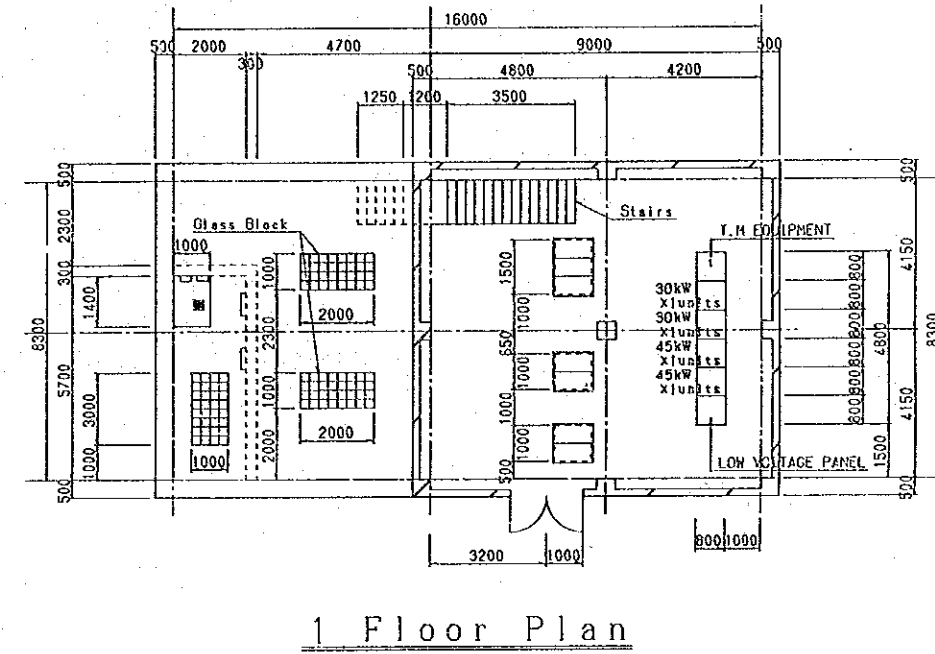 16000
500 2000 4700 9000 500
300 500 4800 4200
1250 1200 3500
500 500
2300 Glass Block Stairs
T.M EQUIPMENT
1000
300 1000 1500 800 4150
1400 2000 1000 30kW 800
X1units
8300 2300 850 30kW 800 4800 8300
X1units
5700 1000 45kW 800
X1units
3000 1000 1000 45kW 800 4150
X1units
2000 800
1000 1000 2000 1000 500 LOW VOLTAGE PANEL 1500
500 500
3200 1000 800 1000
1 Floor Plan